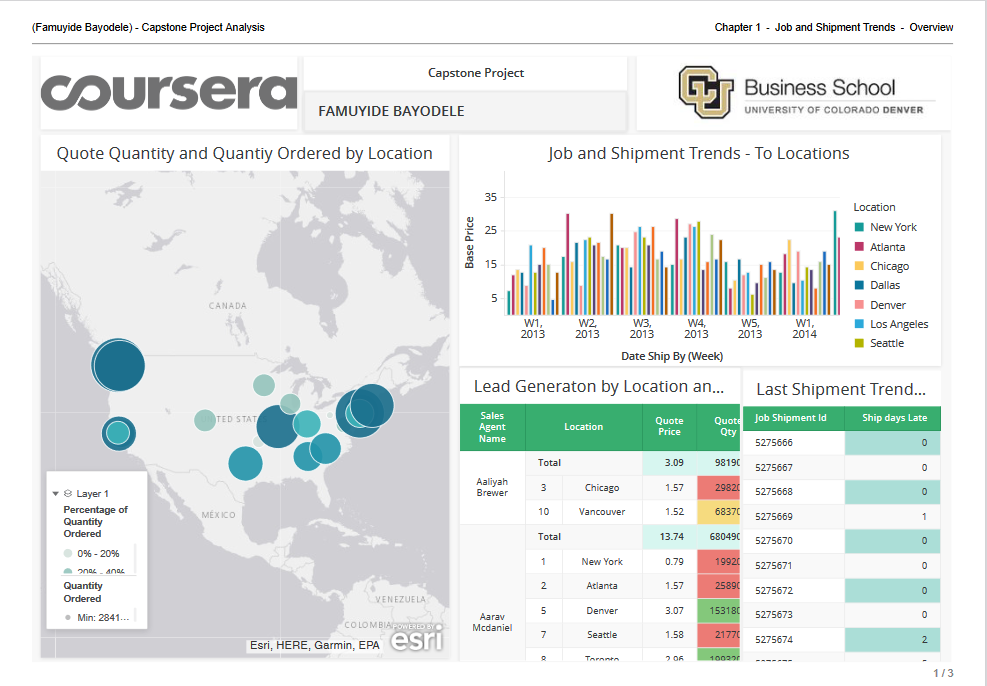 (Famuyide Bayodele) - Capstone Project Analysis
Chapter 1 - Job and Shipment Trends - Overview
coursera
Capstone Project
FAMUYIDE BAYODELE
CU
Business School
UNIVERSITY OF COLORADO DENVER
Quote Quantity and Quantiy Ordered by Location
CANADA
MÉXICO
VENEZUELA
COLOMBIA
Layer 1
Percentage of
Quantity
Ordered
0% - 20%
20% - 40%
Quantity
Ordered
Min: 2841...
POWERED BY
esri
Esri, HERE, Garmin, EPA
Job and Shipment Trends - To Locations
Base Price
35
25
15
5
W1, 2013
W2, 2013
W3, 2013
W4, 2013
W5, 2013
W1, 2014
Date Ship By (Week)
Location
New York
Atlanta
Chicago
Dallas
Denver
Los Angeles
Seattle
Lead Generaton by Location an...
Sales Agent Name
Location
Quote Price
Quote Qty
Aaliyah Brewer
Total 3.09 98190
3 Chicago 1.57 29820
10 Vancouver 1.52 68370
Aarav Mcdaniel
Total 13.74 680490
1 New York 0.79 19920
2 Atlanta 1.57 25890
5 Denver 3.07 153180
7 Seattle 1.58 21770
8 Toronto 2.96
Last Shipment Trend...
Job Shipment Id Ship days Late
5275666 0
5275667 0
5275668 0
5275669 1
5275670 0
5275671 0
5275672 0
5275673 0
5275674 2
1 / 3